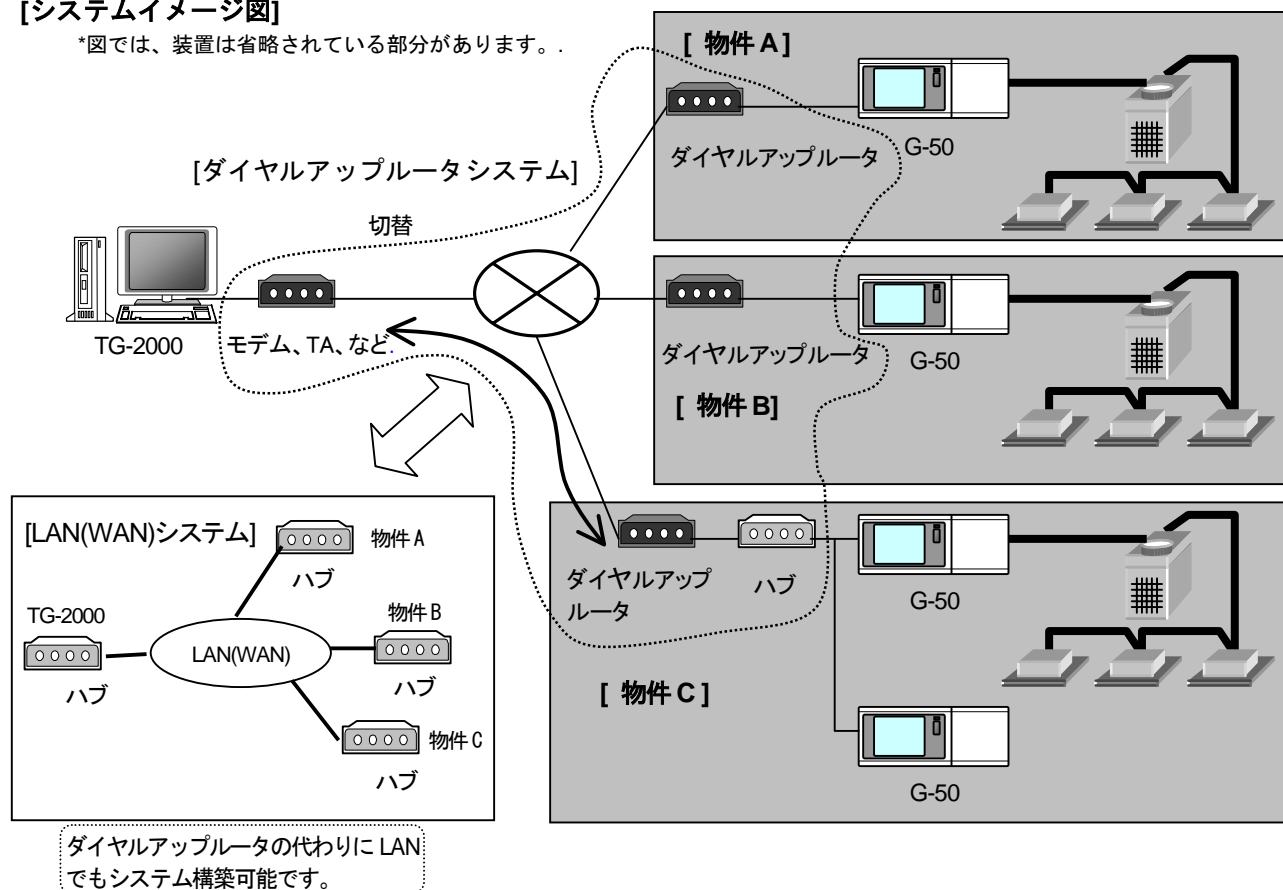 [システムイメージ図]
*図では、装置は省略されている部分があります。.
[ 物件 A ]
ダイヤルアップルータ
G-50
[ダイヤルアップルータシステム]
切替
TG-2000
モデム、TA、など.
ダイヤルアップルータ
G-50
[ 物件 B]
[LAN(WAN)システム]
物件 A
ハブ
TG-2000
ハブ
LAN(WAN)
物件 B
ハブ
物件 C
ハブ
ダイヤルアップ
ルータ
ハブ
G-50
[ 物件 C ]
G-50
ダイヤルアップルータの代わりに LAN
でもシステム構築可能です。